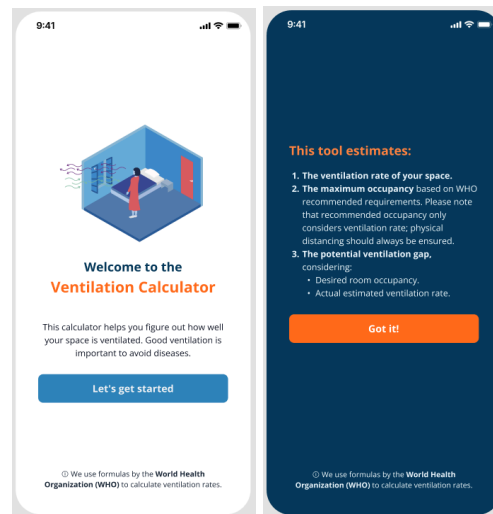 9:41
Welcome to the
Ventilation Calculator
This calculator helps you figure out how well
your space is ventilated. Good ventilation is
important to avoid diseases.
Let's get started
ⓘ We use formulas by the World Health
Organization (WHO) to calculate ventilation rates.
9:41
This tool estimates:
1. The ventilation rate of your space.
2. The maximum occupancy based on WHO
recommended requirements. Please note
that recommended occupancy only
considers ventilation rate; physical
distancing should always be ensured.
3. The potential ventilation gap,
considering:
• Desired room occupancy.
• Actual estimated ventilation rate.
Got it!
ⓘ We use formulas by the World Health
Organization (WHO) to calculate ventilation rates.